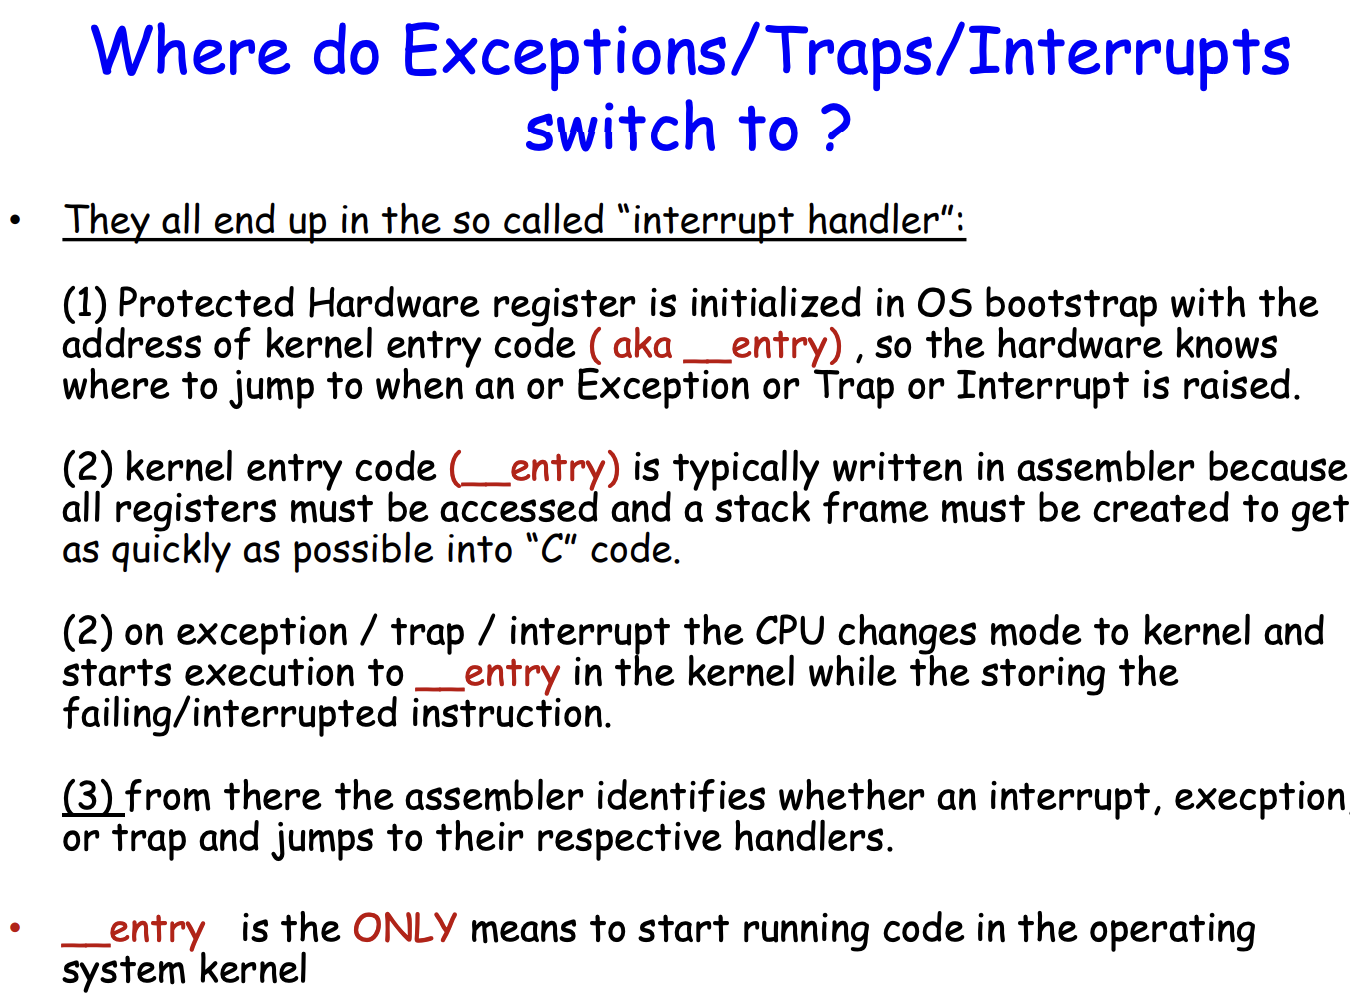 Where do Exceptions/Traps/Interrupts
switch to ?
• They all end up in the so called “interrupt handler”:
(1) Protected Hardware register is initialized in OS bootstrap with the
address of kernel entry code ( aka __entry) , so the hardware knows
where to jump to when an or Exception or Trap or Interrupt is raised.
(2) kernel entry code (__entry) is typically written in assembler because
all registers must be accessed and a stack frame must be created to get
as quickly as possible into “C” code.
(2) on exception / trap / interrupt the CPU changes mode to kernel and
starts execution to __entry in the kernel while the storing the
failing/interrupted instruction.
(3) from there the assembler identifies whether an interrupt, execption,
or trap and jumps to their respective handlers.
• __entry is the ONLY means to start running code in the operating
system kernel